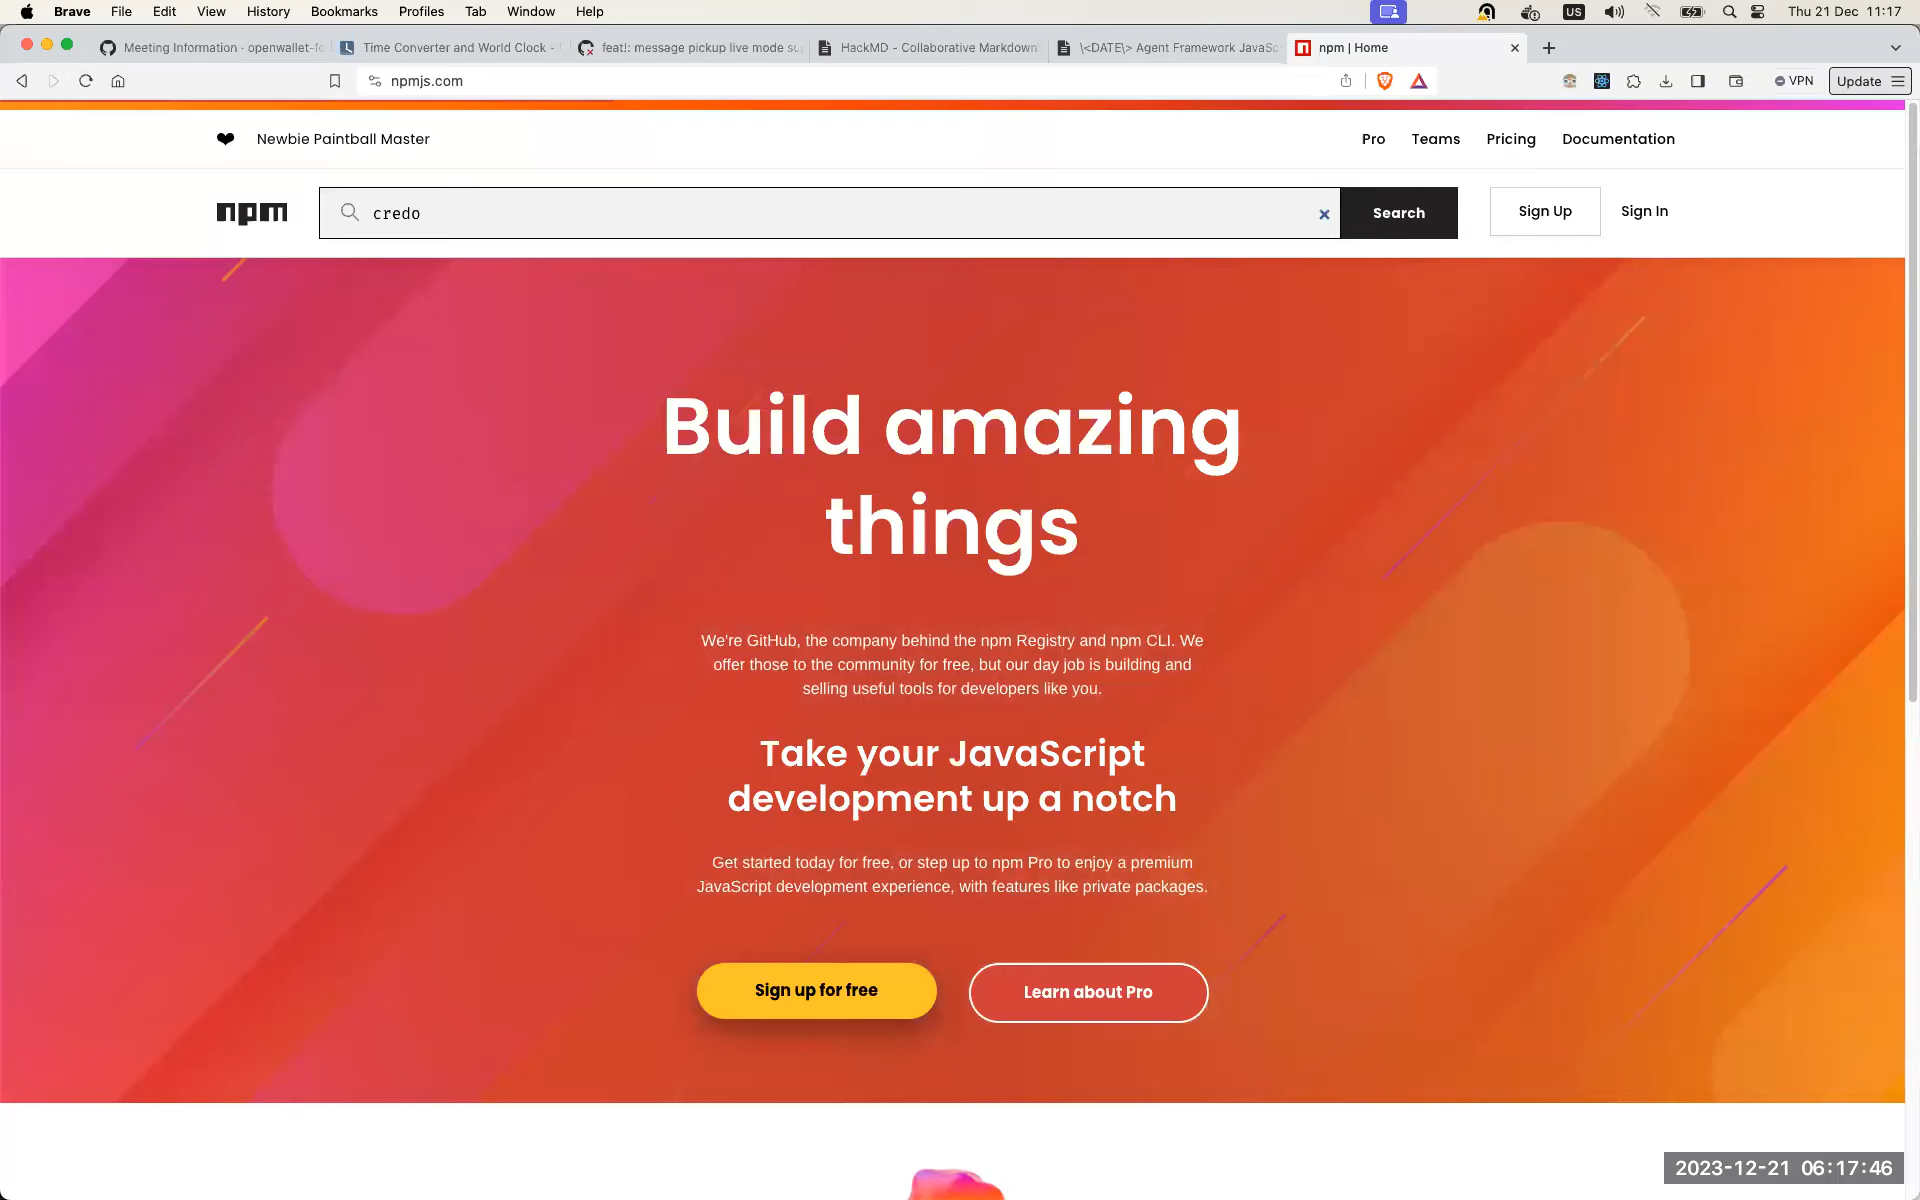 Brave File Edit View History Bookmarks Profiles Tab Window Help US Thu 21 Dec 11:17
Meeting Information · openwallet-fo Time Converter and World Clock - feat!: message pickup live mode su HackMD - Collaborative Markdown \<DATE\> Agent Framework JavaSc npm | Home
npmjs.com VPN Update
Newbie Paintball Master Pro Teams Pricing Documentation
npm credo Search Sign Up Sign In
Build amazing
things
We're GitHub, the company behind the npm Registry and npm CLI. We
offer those to the community for free, but our day job is building and
selling useful tools for developers like you.
Take your JavaScript
development up a notch
Get started today for free, or step up to npm Pro to enjoy a premium
JavaScript development experience, with features like private packages.
Sign up for free Learn about Pro
2023-12-21 06:17:46